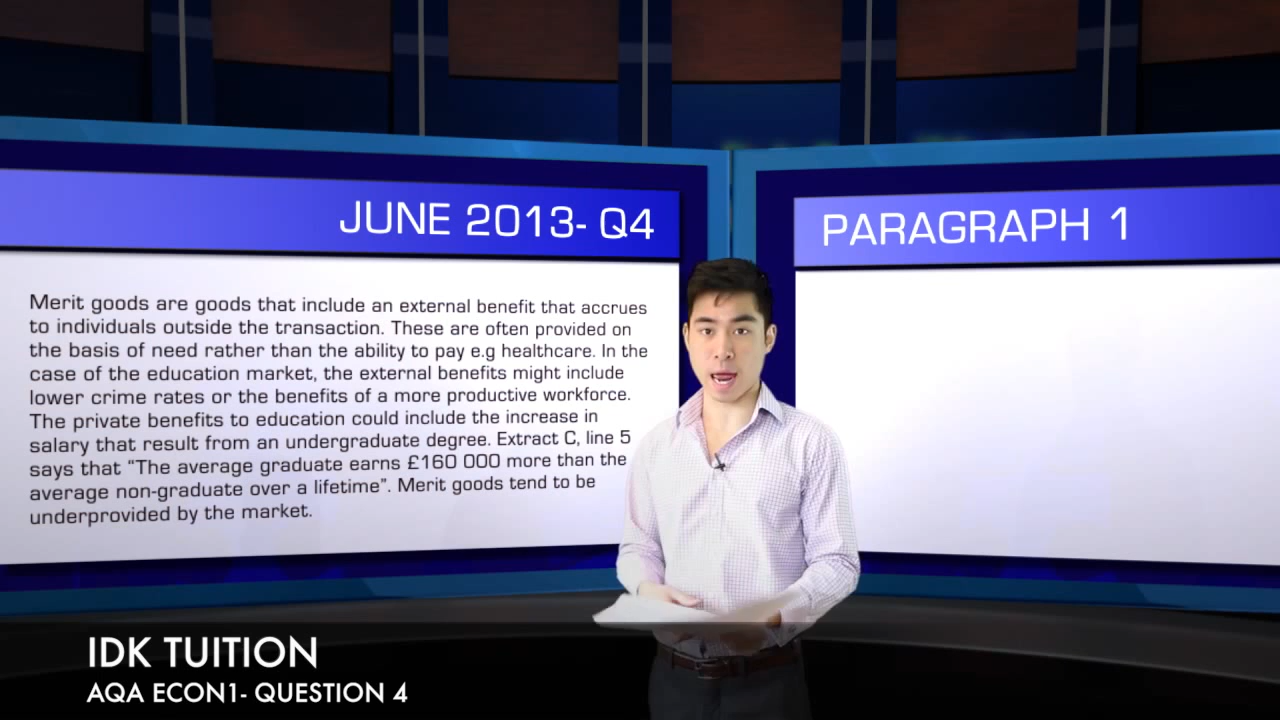 JUNE 2013- Q4
Merit goods are goods that include an external benefit that accrues
to individuals outside the transaction. These are often provided on
the basis of need rather than the ability to pay e.g healthcare. In the
case of the education market, the external benefits might include
lower crime rates or the benefits of a more productive workforce.
The private benefits to education could include the increase in
salary that result from an undergraduate degree. Extract C, line 5
says that “The average graduate earns £160 000 more than the
average non-graduate over a lifetime”. Merit goods tend to be
underprovided by the market.
PARAGRAPH 1
IDK TUITION
AQA ECON1- QUESTION 4